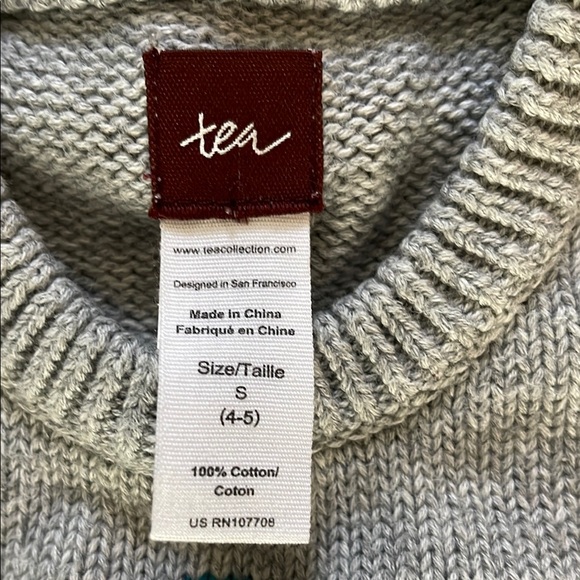 tea
www.teacollection.com
Designed in San Francisco
Made in China
Fabriqué en Chine
Size/Taille
S
(4-5)
100% Cotton/
Coton
US RN107708